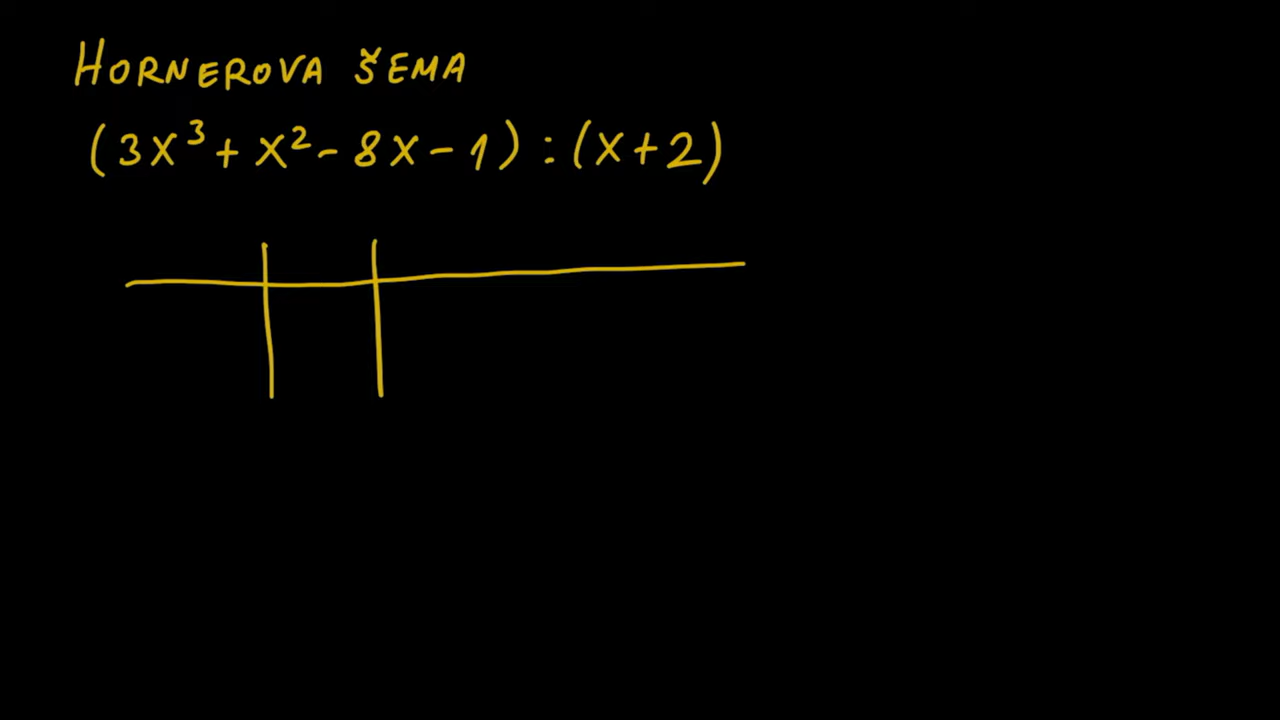 HORNEROVA ŠEMA
(3x³ + x² - 8x - 1) : (x + 2)